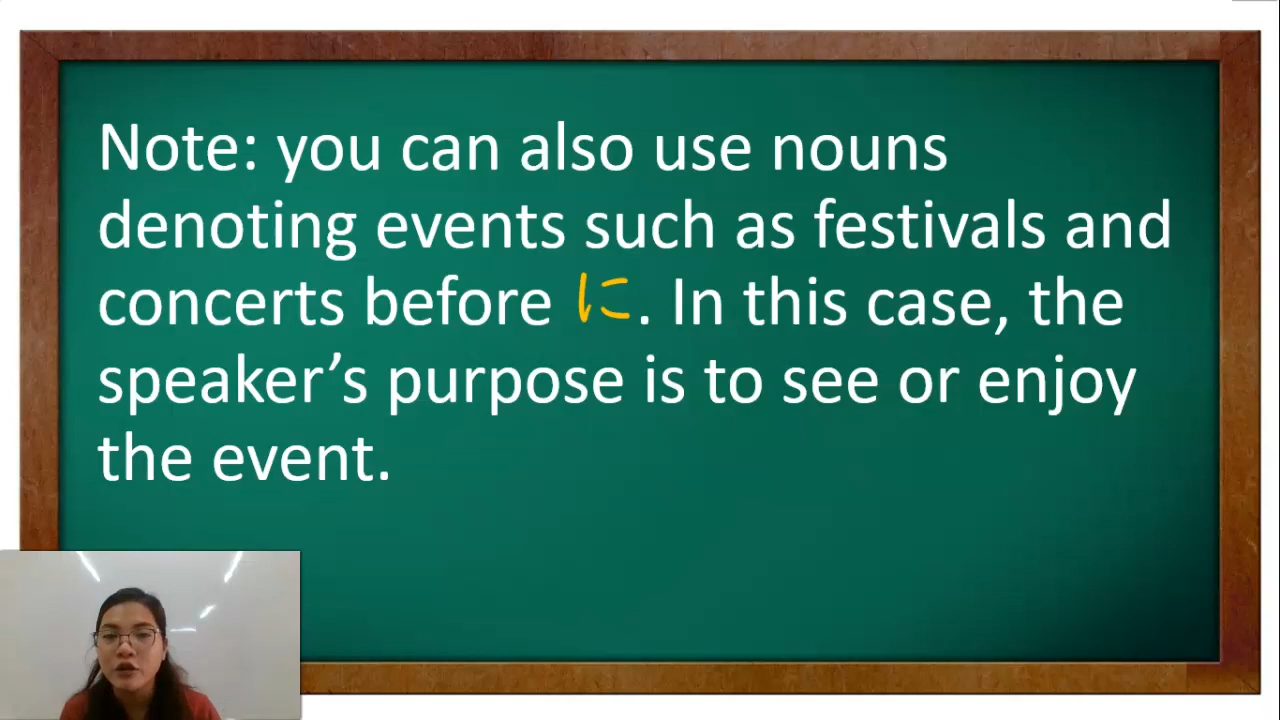 Note: you can also use nouns
denoting events such as festivals and
concerts before に. In this case, the
speaker’s purpose is to see or enjoy
the event.